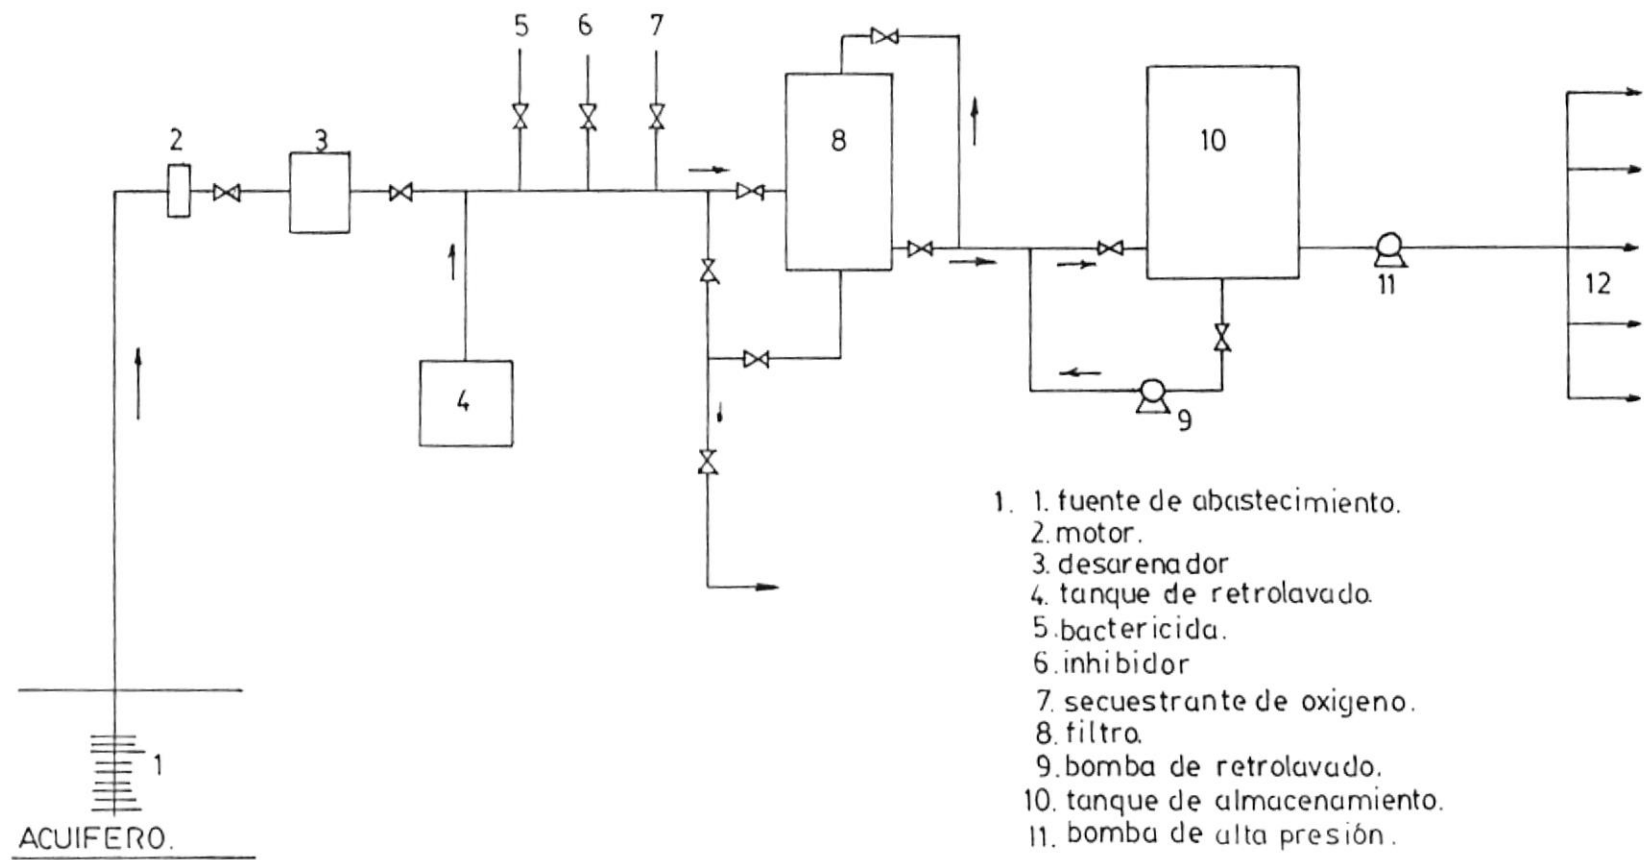 5 6 7
2 3 8 10
11 12
4 9
1
ACUIFERO.
1. 1. fuente de abastecimiento.
2. motor.
3. desarenador
4. tanque de retrolavado.
5. bactericida.
6. inhibidor
7. secuestrante de oxigeno.
8. filtro.
9. bomba de retrolavado.
10. tanque de almacenamiento.
11. bomba de alta presión.